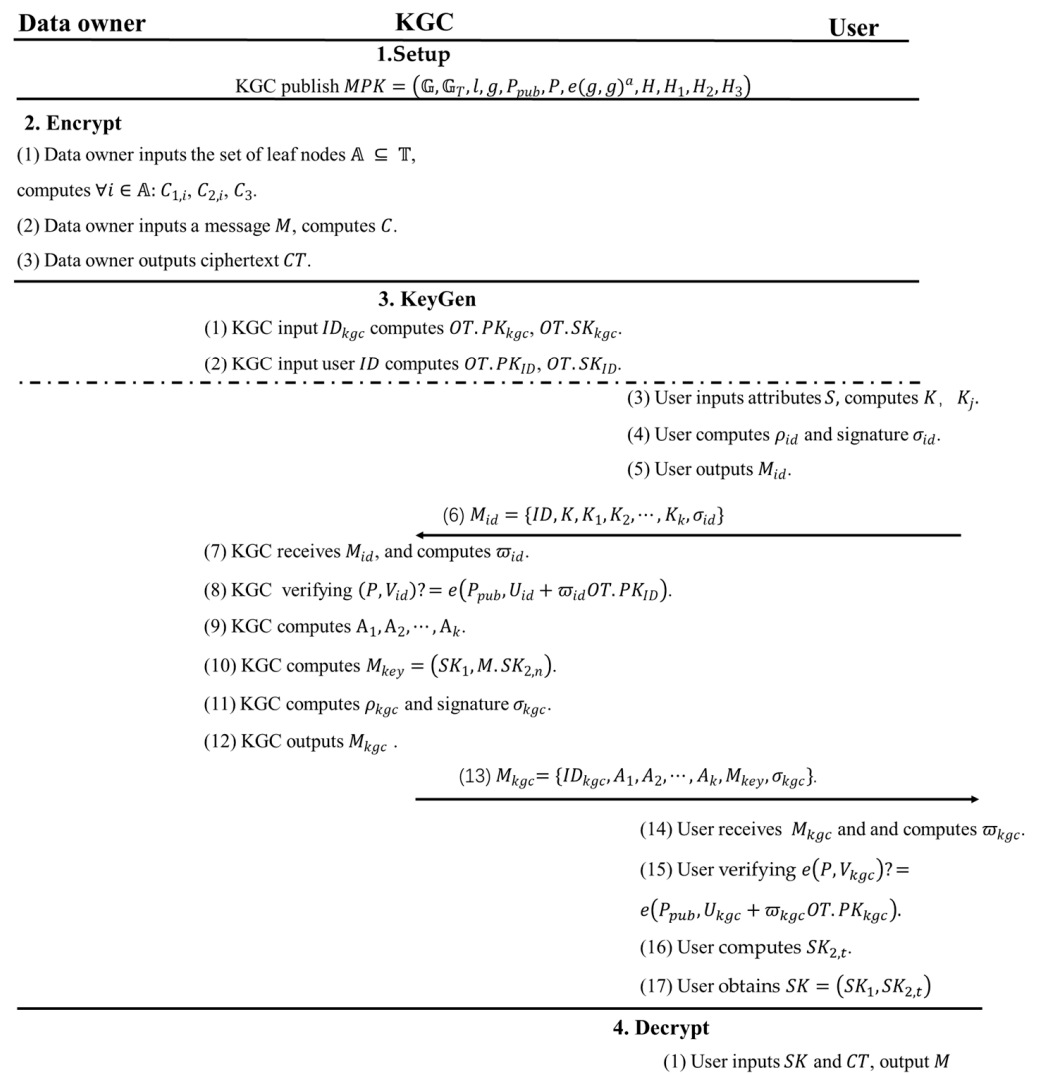 Data owner KGC User
1.Setup
KGC publish MPK = (𝔾, 𝔾_T, l, g, P_pub, P, e(g, g)^a, H, H_1, H_2, H_3)
2. Encrypt
(1) Data owner inputs the set of leaf nodes 𝔸 ⊆ 𝕋,
computes ∀i ∈ 𝔸: C_{1,i}, C_{2,i}, C_3.
(2) Data owner inputs a message M, computes C.
(3) Data owner outputs ciphertext CT.
3. KeyGen
(1) KGC input ID_kgc computes OT.PK_kgc, OT.SK_kgc.
(2) KGC input user ID computes OT.PK_ID, OT.SK_ID.
(3) User inputs attributes S, computes K, K_j.
(4) User computes ρ_id and signature σ_id.
(5) User outputs M_id.
(6) M_id = {ID, K, K_1, K_2, ⋯, K_k, σ_id}
(7) KGC receives M_id, and computes ϖ_id.
(8) KGC verifying (P, V_id)? = e(P_pub, U_id + ϖ_id OT.PK_ID).
(9) KGC computes A_1, A_2, ⋯, A_k.
(10) KGC computes M_key = (SK_1, M.SK_{2,n}).
(11) KGC computes ρ_kgc and signature σ_kgc.
(12) KGC outputs M_kgc .
(13) M_kgc= {ID_kgc, A_1, A_2, ⋯, A_k, M_key, σ_kgc}.
(14) User receives M_kgc and and computes ϖ_kgc.
(15) User verifying e(P, V_kgc)? =
e(P_pub, U_kgc + ϖ_kgc OT.PK_kgc).
(16) User computes SK_{2,t}.
(17) User obtains SK = (SK_1, SK_{2,t})
4. Decrypt
(1) User inputs SK and CT, output M